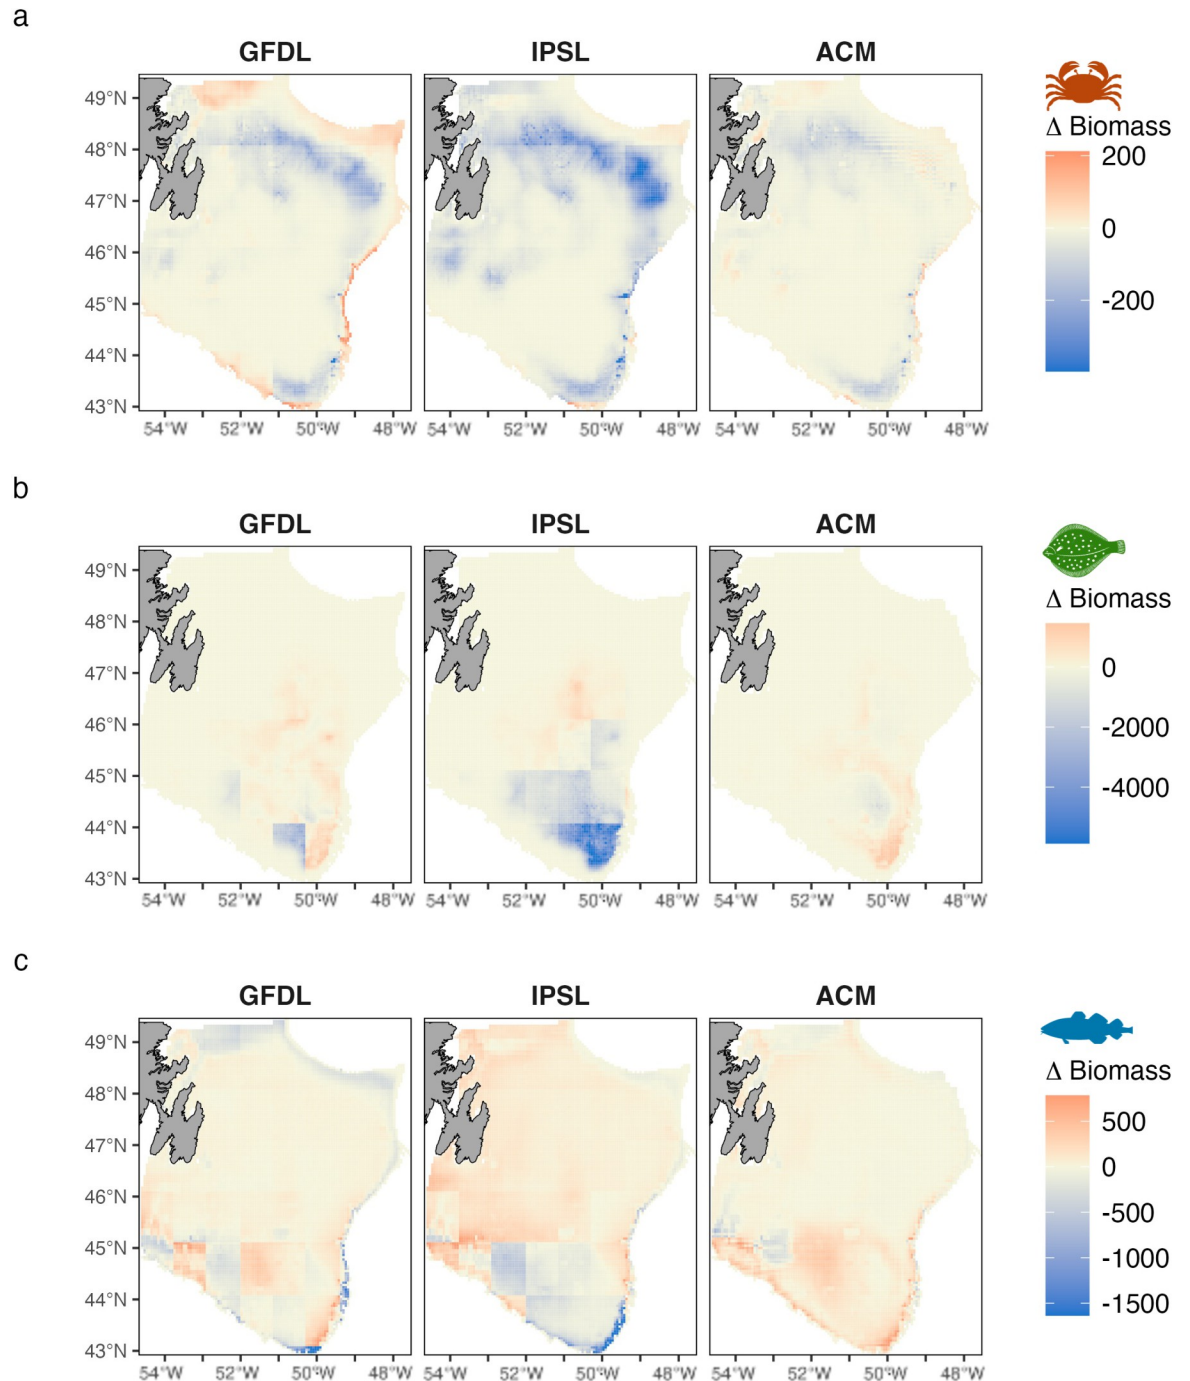 a
GFDL IPSL ACM
49°N
48°N
47°N
46°N
45°N
44°N
43°N
54°W 52°W 50°W 48°W 54°W 52°W 50°W 48°W 54°W 52°W 50°W 48°W
Δ Biomass
200
0
-200
b
GFDL IPSL ACM
49°N
48°N
47°N
46°N
45°N
44°N
43°N
54°W 52°W 50°W 48°W 54°W 52°W 50°W 48°W 54°W 52°W 50°W 48°W
Δ Biomass
0
-2000
-4000
c
GFDL IPSL ACM
49°N
48°N
47°N
46°N
45°N
44°N
43°N
54°W 52°W 50°W 48°W 54°W 52°W 50°W 48°W 54°W 52°W 50°W 48°W
Δ Biomass
500
0
-500
-1000
-1500